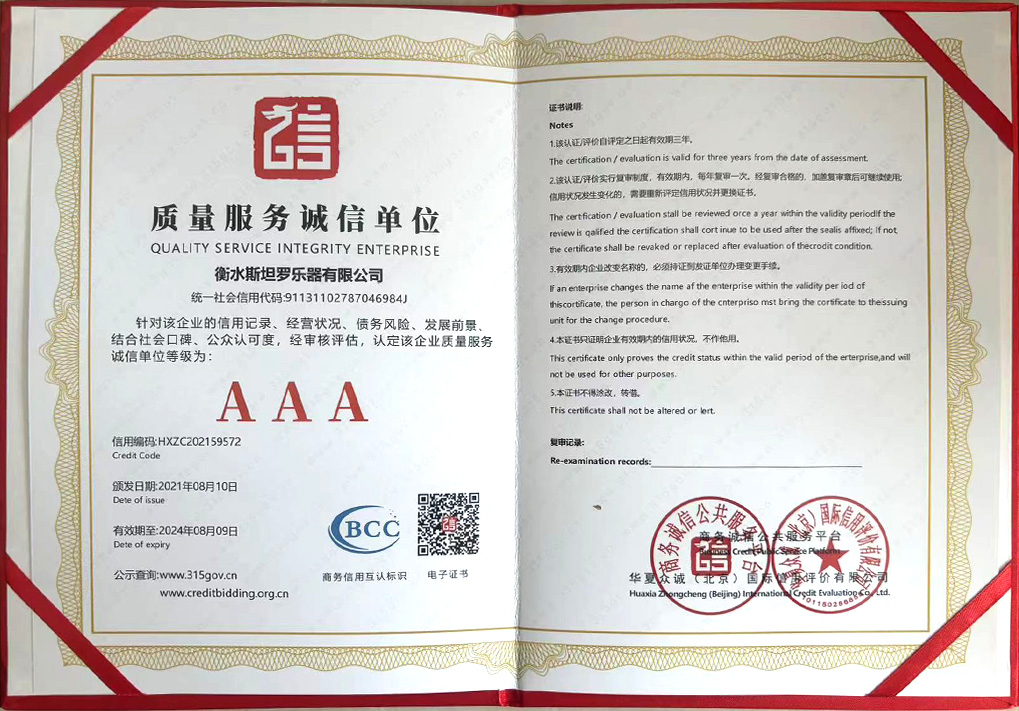 信
质量服务诚信单位
QUALITY SERVICE INTEGRITY ENTERPRISE
衡水斯坦罗乐器有限公司
统一社会信用代码:91131102787046984J
针对该企业的信用记录、经营状况、债务风险、发展前景、
结合社会口碑、公众认可度，经审核评估，认定该企业质量服务
诚信单位等级为：
AAA
信用编码:HXZC202159572
Credit Code
颁发日期:2021年08月10日
Date of issue
有效期至:2024年08月09日
Date of expiry
公示查询:www.315gov.cn
www.creditbidding.org.cn
BCC
商务信用互认标识
电子证书
证书说明:
Notes
1.该认证/评价自评定之日起有效期三年。
The certification / evaluation is valid for three years from the date of assessment.
2.该认证/评价实行复审制度，有效期内，每年复审一次。经复审合格的，加盖复审章后可继续使用;
信用状况发生变化的，需要重新评定信用状况并更换证书。
The certfication / evaluation stall be reviewed orce a year within the validity periodIf the
review is qalified the certification shall cort inue to be used after the sealis affixed; If not,
the certificate shall be revaked or replaced after evaluation of thecrodit condition.
3.有效期内企业改变名称的，必须持证到发证单位办理变更手续。
If an enterprise changes the name af the enterprise within the validity per iod of
thiscortificate, the person in chargo of the cnterpriso mst bring the cortificate to theissuing
unit for the change procedure.
4.本证书只证明企业有效期内的信用状况，不作他用。
This certificate only proves the credit status within the valid period of the erterprise,and will
not be used for other purposes.
5.本证书不得涂改，转借。
This certificate shall not be altered or lert.
复审记录:
Re-examination records:
商务诚信公共服务平台
Business Credit Public Service Platform
华夏众诚（北京）国际信用评价有限公司
Huaxia Zhongcheng (Beijing) International Credit Evaluation Co., Ltd.
商务诚信公共服务平台